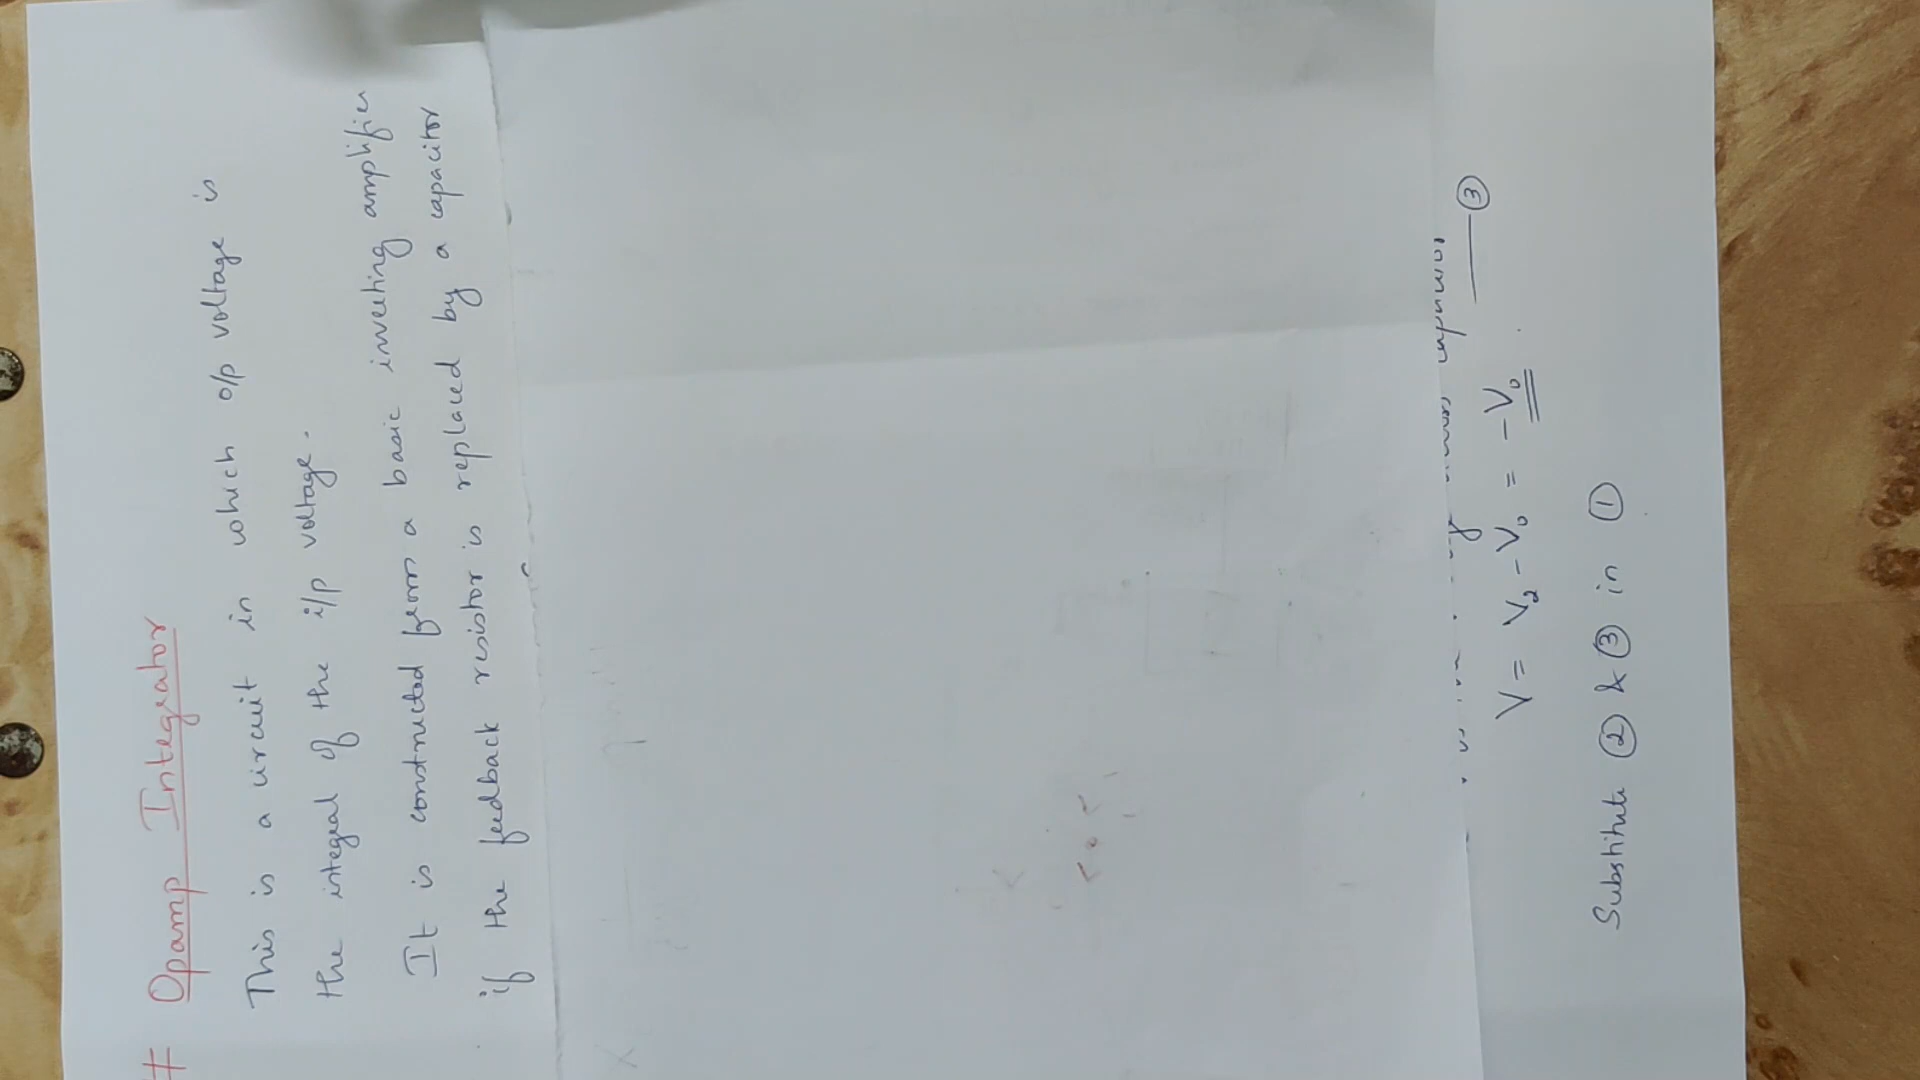 # Opamp Integrator
This is a circuit in which o/p voltage is
the integral of the i/p voltage.
It is constructed from a basic inverting amplifier
if the feedback resistor is replaced by a capacitor
capacitor
V = V₂ - V₀ = -V₀ —— ③
Substitute ② & ③ in ①